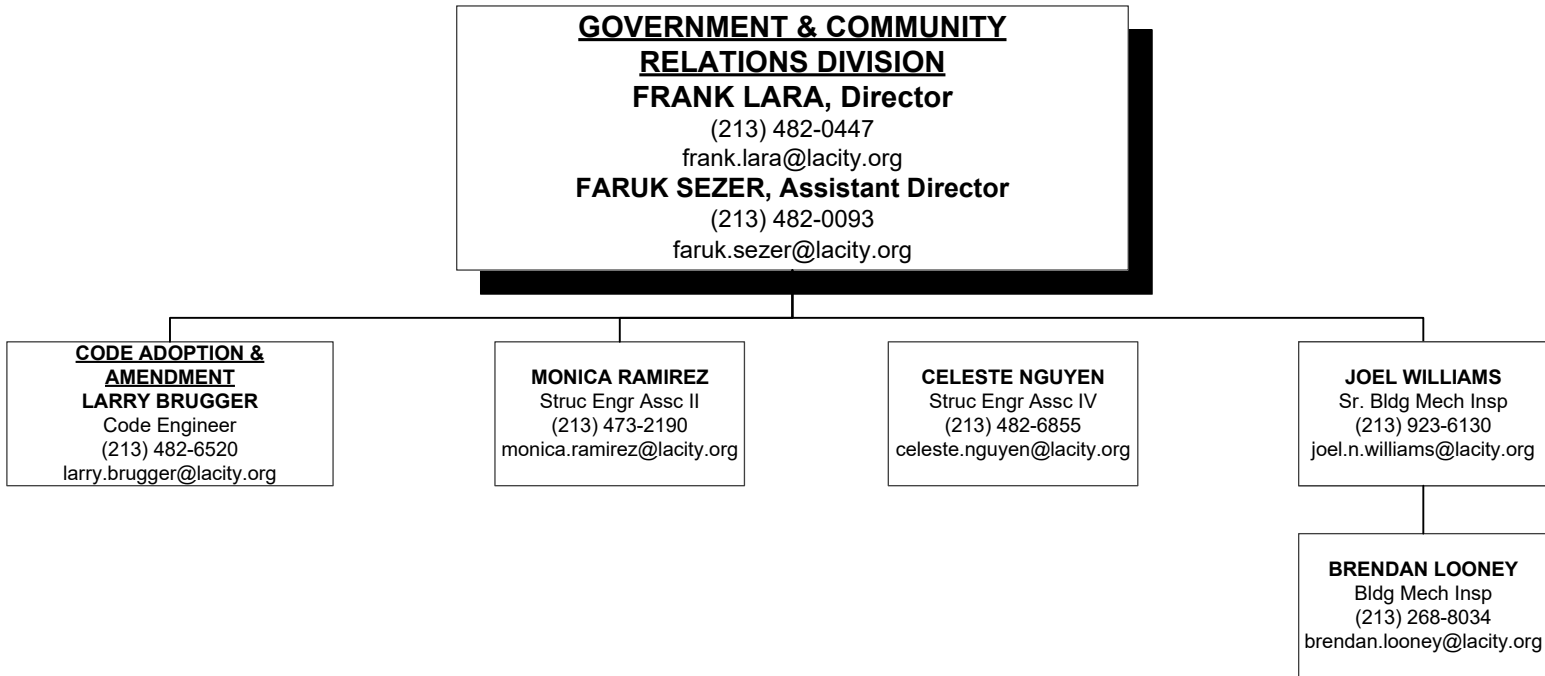 GOVERNMENT & COMMUNITY
RELATIONS DIVISION
FRANK LARA, Director
(213) 482-0447
frank.lara@lacity.org
FARUK SEZER, Assistant Director
(213) 482-0093
faruk.sezer@lacity.org
CODE ADOPTION &
AMENDMENT
LARRY BRUGGER
Code Engineer
(213) 482-6520
larry.brugger@lacity.org
MONICA RAMIREZ
Struc Engr Assc II
(213) 473-2190
monica.ramirez@lacity.org
CELESTE NGUYEN
Struc Engr Assc IV
(213) 482-6855
celeste.nguyen@lacity.org
JOEL WILLIAMS
Sr. Bldg Mech Insp
(213) 923-6130
joel.n.williams@lacity.org
BRENDAN LOONEY
Bldg Mech Insp
(213) 268-8034
brendan.looney@lacity.org